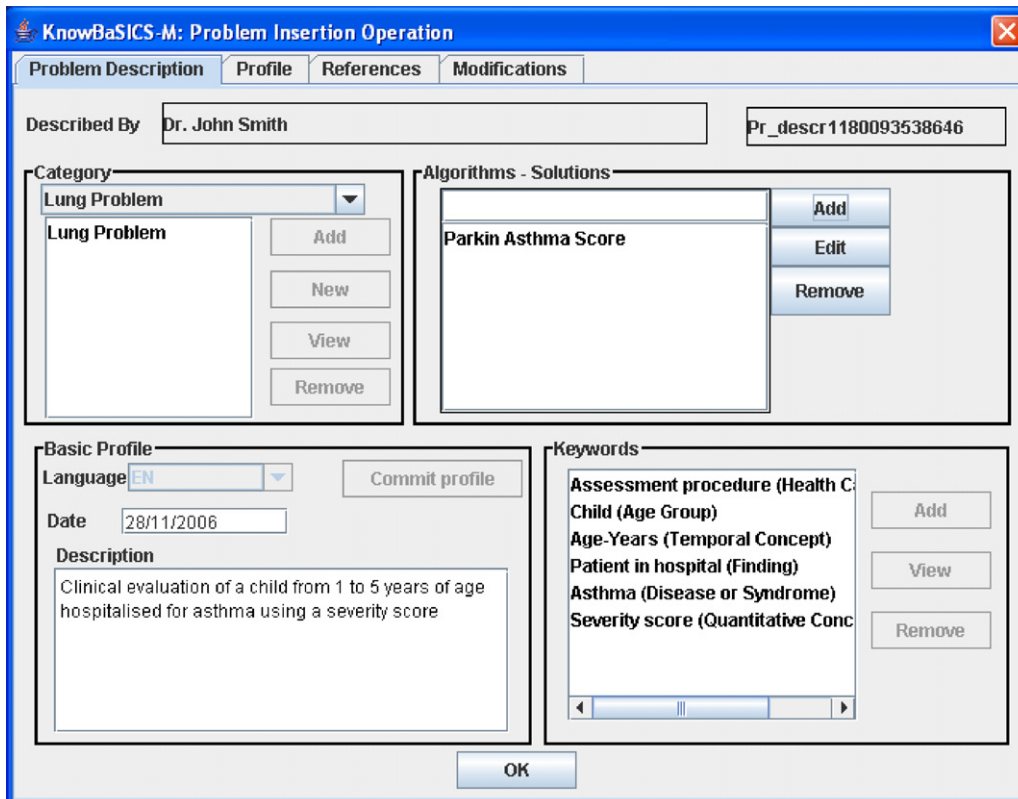 KnowBaSICS-M: Problem Insertion Operation
Problem Description Profile References Modifications
Described By Dr. John Smith Pr_descr1180093538646
Category
Lung Problem
Lung Problem
Add
New
View
Remove
Algorithms - Solutions
Add
Parkin Asthma Score
Edit
Remove
Basic Profile
Language EN Commit profile
Date 28/11/2006
Description
Clinical evaluation of a child from 1 to 5 years of age
hospitalised for asthma using a severity score
Keywords
Assessment procedure (Health Ca
Child (Age Group)
Age-Years (Temporal Concept)
Patient in hospital (Finding)
Asthma (Disease or Syndrome)
Severity score (Quantitative Conc
Add
View
Remove
OK